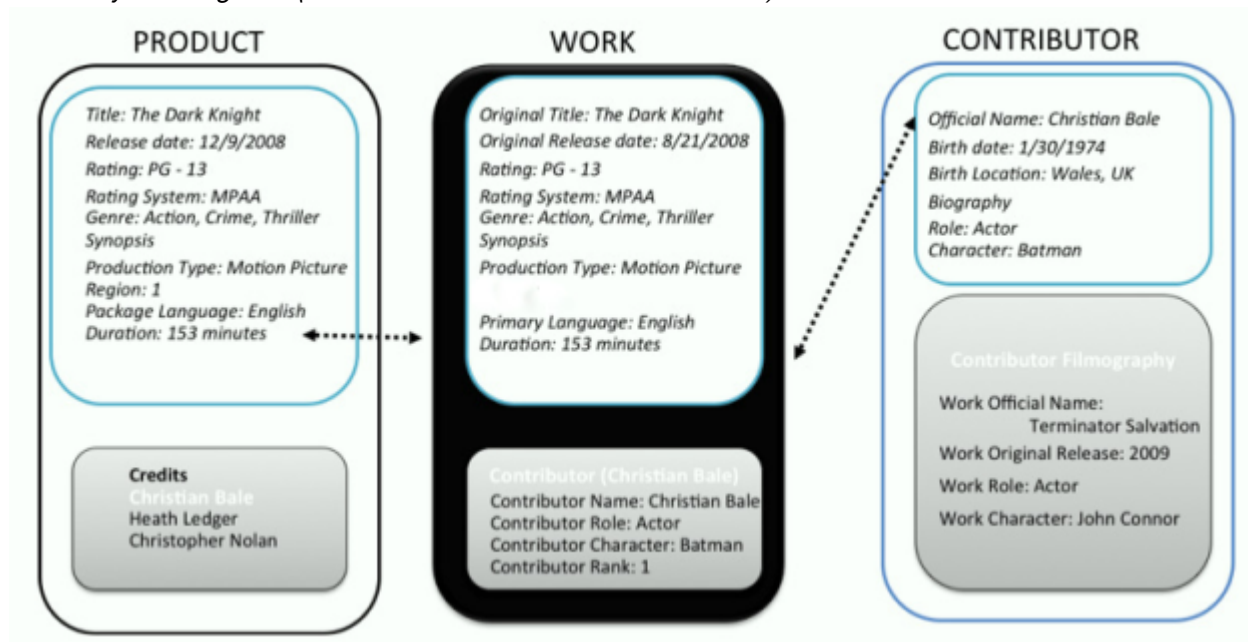 PRODUCT
Title: The Dark Knight
Release date: 12/9/2008
Rating: PG - 13
Rating System: MPAA
Genre: Action, Crime, Thriller
Synopsis
Production Type: Motion Picture
Region: 1
Package Language: English
Duration: 153 minutes
Credits
Christian Bale
Heath Ledger
Christopher Nolan
WORK
Original Title: The Dark Knight
Original Release date: 8/21/2008
Rating: PG - 13
Rating System: MPAA
Genre: Action, Crime, Thriller
Synopsis
Production Type: Motion Picture
Primary Language: English
Duration: 153 minutes
Contributor (Christian Bale)
Contributor Name: Christian Bale
Contributor Role: Actor
Contributor Character: Batman
Contributor Rank: 1
CONTRIBUTOR
Official Name: Christian Bale
Birth date: 1/30/1974
Birth Location: Wales, UK
Biography
Role: Actor
Character: Batman
Contributor Filmography
Work Official Name:
Terminator Salvation
Work Original Release: 2009
Work Role: Actor
Work Character: John Connor